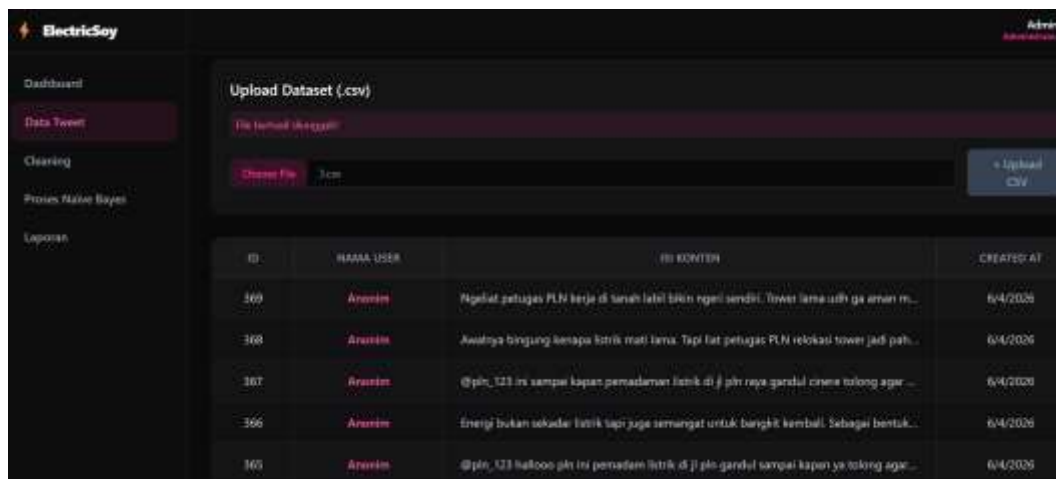 ElectricSoy
Admin
Administrator
Dashboard
Data Tweet
Cleaning
Proses Naive Bayes
Laporan
Upload Dataset (.csv)
File berhasil diunggah!
Choose File
+ Upload CSV
ID NAMA USER ISI KONTEN CREATED AT
369 Anonim Ngeliat petugas PLN kerja di tanah labil bikin ngeri sendiri. Tower lama udh ga aman m... 6/4/2026
368 Anonim Awalnya bingung kenapa listrik mati lama. Tapi liat petugas PLN relokasi tower jadi pah... 6/4/2026
367 Anonim @pln_123 ini sampai kapan pemadaman listrik di jl pln raya gandul cinere tolong agar ... 6/4/2026
366 Anonim Energi bukan sekadar listrik tapi juga semangat untuk bangkit kembali. Sebagai bentuk... 6/4/2026
365 Anonim @pln_123 hallooo pln ini pemadam listrik di jl pln gandul sampai kapan ya tolong agar... 6/4/2026